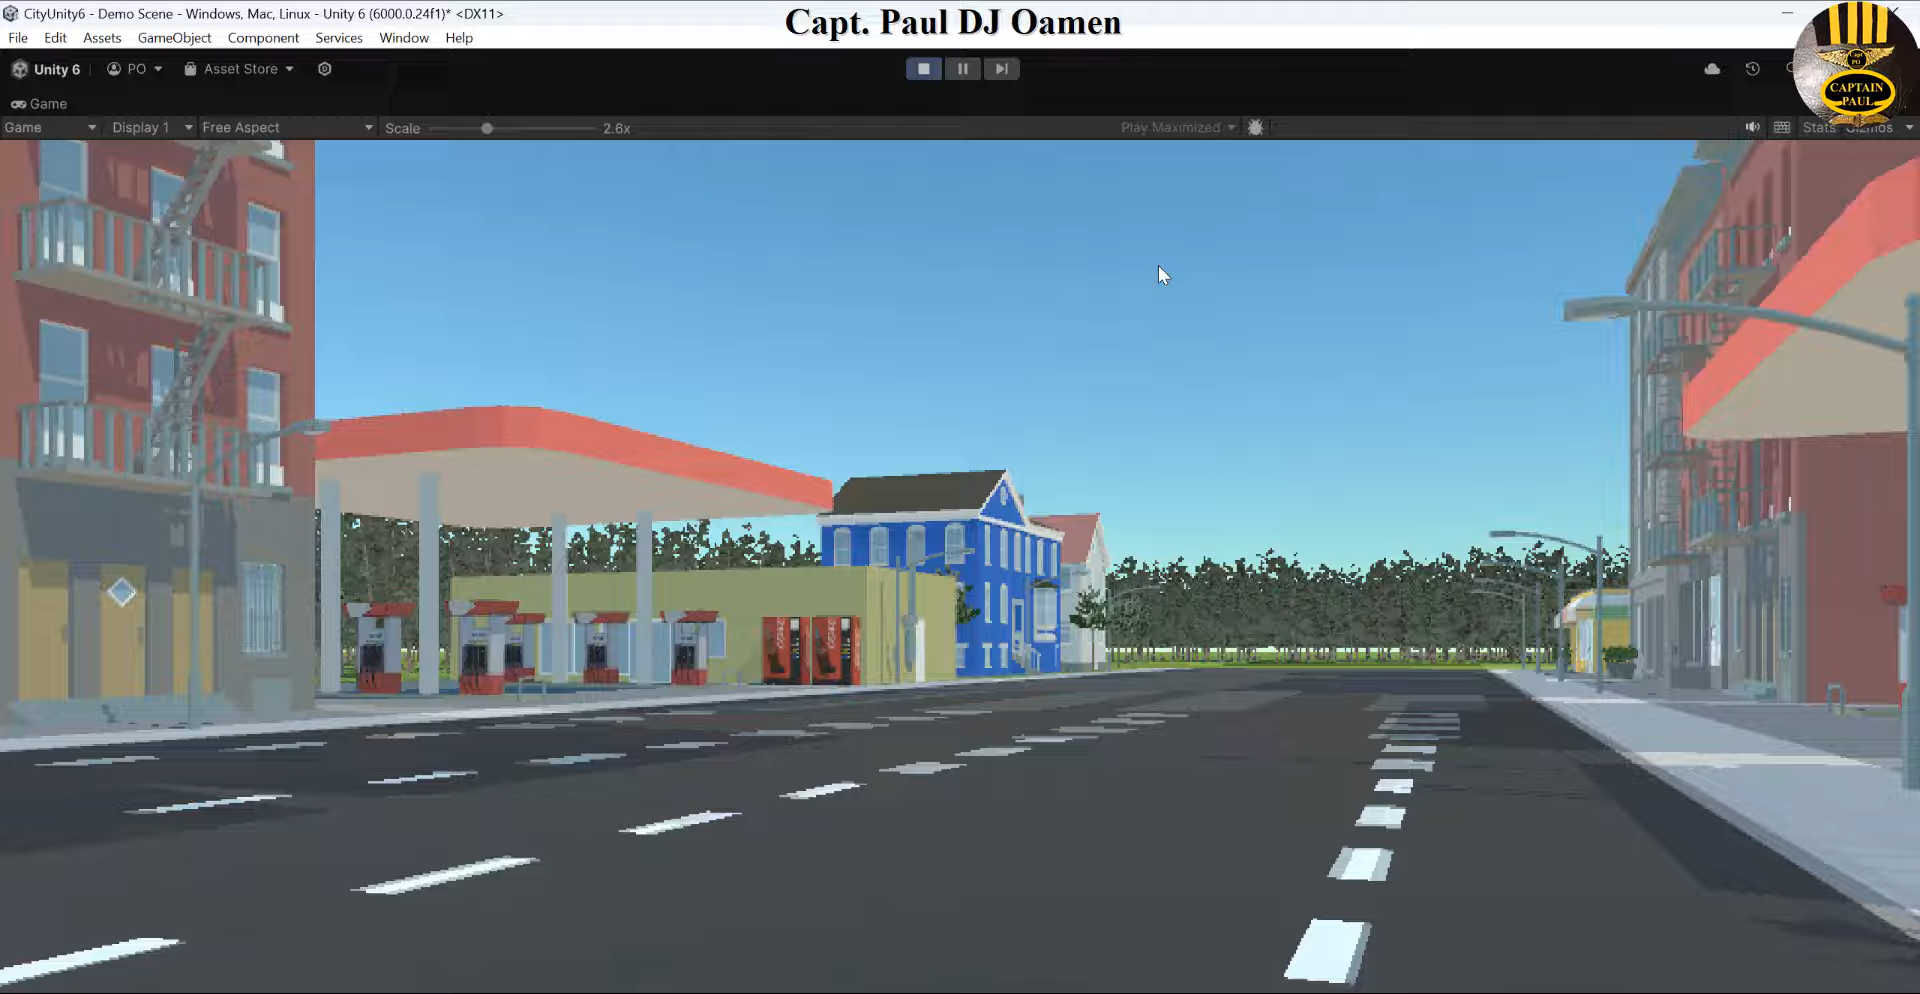 CityUnity6 - Demo Scene - Windows, Mac, Linux - Unity 6 (6000.0.24f1)* <DX11>
Capt. Paul DJ Oamen
File Edit Assets GameObject Component Services Window Help
Unity 6 PO Asset Store
CAPTAIN
PAUL
Game
Game Display 1 Free Aspect Scale 2.6x Play Maximized Stats Gizmos